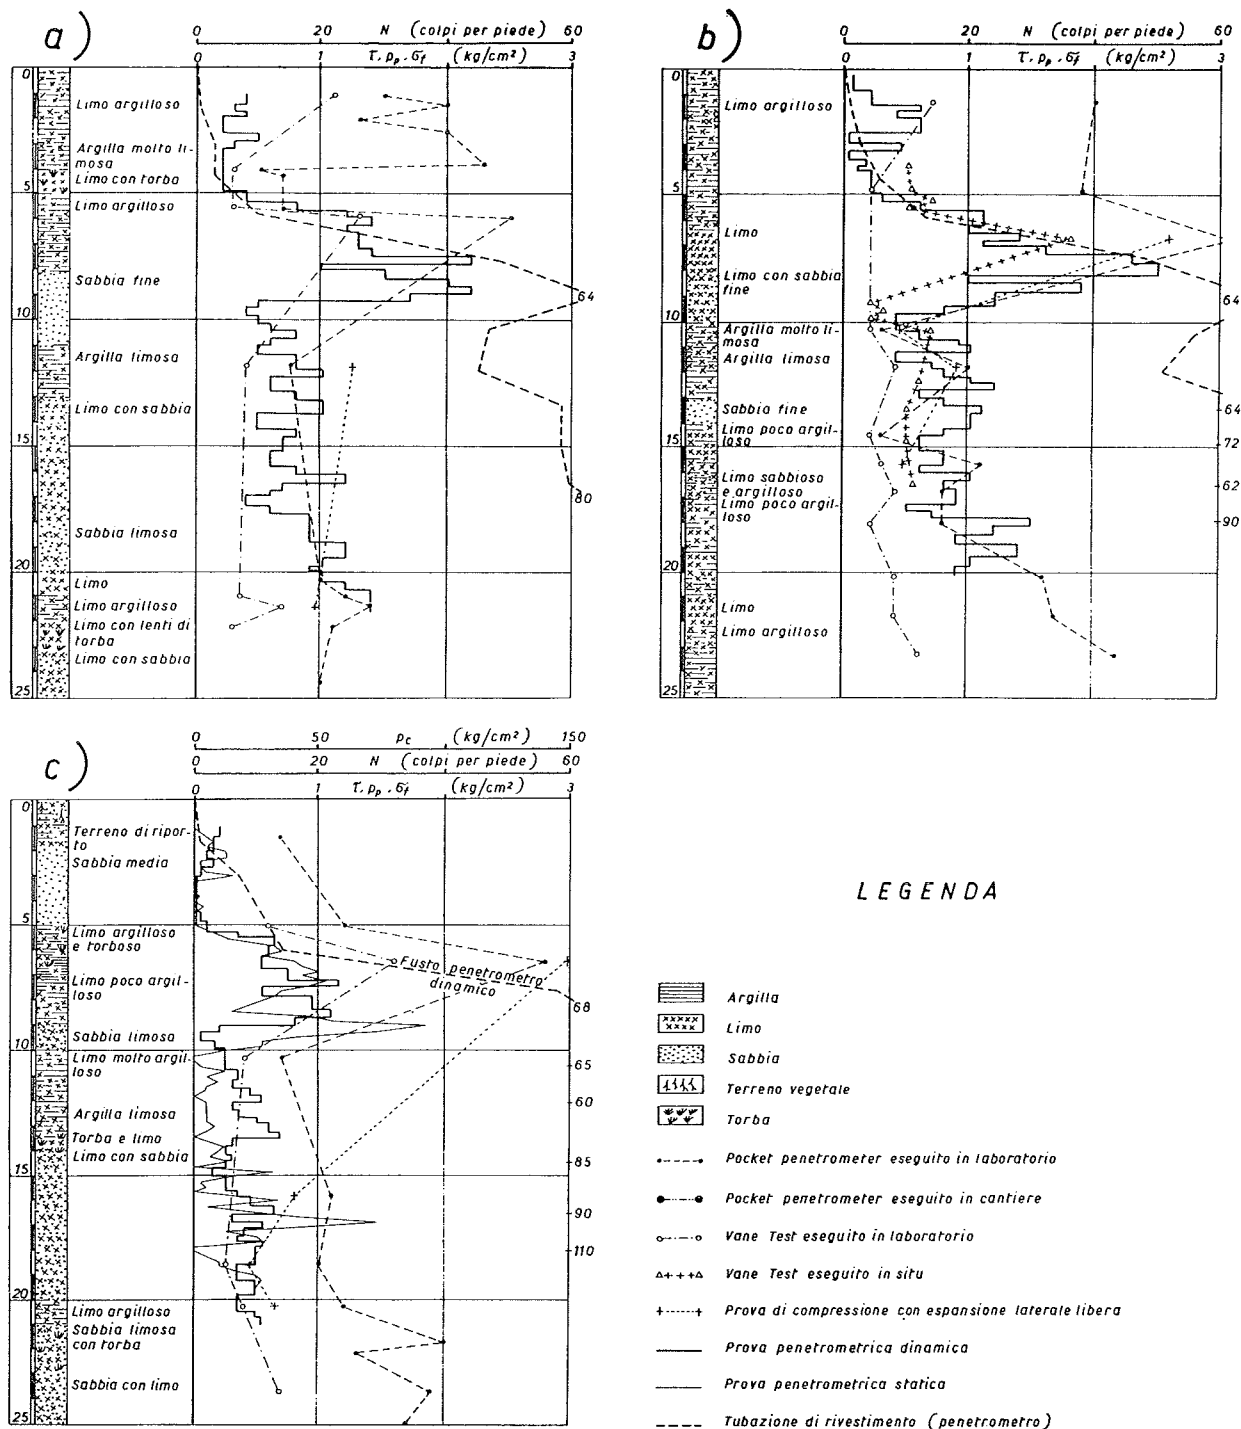 a)
0 20 N (colpi per piede) 60
0 1 τ, pp, σf (kg/cm²) 3
0
Limo argilloso
Argilla molto li-
mosa
Limo con torba
5
Limo argilloso
Sabbia fine
64
10
Argilla limosa
Limo con sabbia
15
80
Sabbia limosa
20
Limo
Limo argilloso
Limo con lenti di
torba
Limo con sabbia
25
b)
0 20 N (colpi per piede) 60
0 1 τ, pp, σf (kg/cm²) 3
0
Limo argilloso
5
Limo
Limo con sabbia
fine
64
10
Argilla molto li-
mosa
Argilla limosa
Sabbia fine
64
Limo poco argil-
loso
15
72
Limo sabbioso
e argilloso
62
Limo poco argil-
loso
90
20
Limo
Limo argilloso
25
c)
0 50 pc (kg/cm²) 150
0 20 N (colpi per piede) 60
0 1 τ, pp, σf (kg/cm²) 3
0
Terreno di ripor-
to
Sabbia media
5
Limo argilloso
e torboso
Fusto penetrometro
dinamico
Limo poco argil-
loso
68
Sabbia limosa
10
Limo molto argil-
loso
65
60
Argilla limosa
Torba e limo
Limo con sabbia
85
15
90
110
20
Limo argilloso
Sabbia limosa
con torba
Sabbia con limo
25
LEGENDA
Argilla
Limo
Sabbia
Terreno vegetale
Torba
Pocket penetrometer eseguito in laboratorio
Pocket penetrometer eseguito in cantiere
Vane Test eseguito in laboratorio
Vane Test eseguito in situ
Prova di compressione con espansione laterale libera
Prova penetrometrica dinamica
Prova penetrometrica statica
Tubazione di rivestimento (penetrometro)